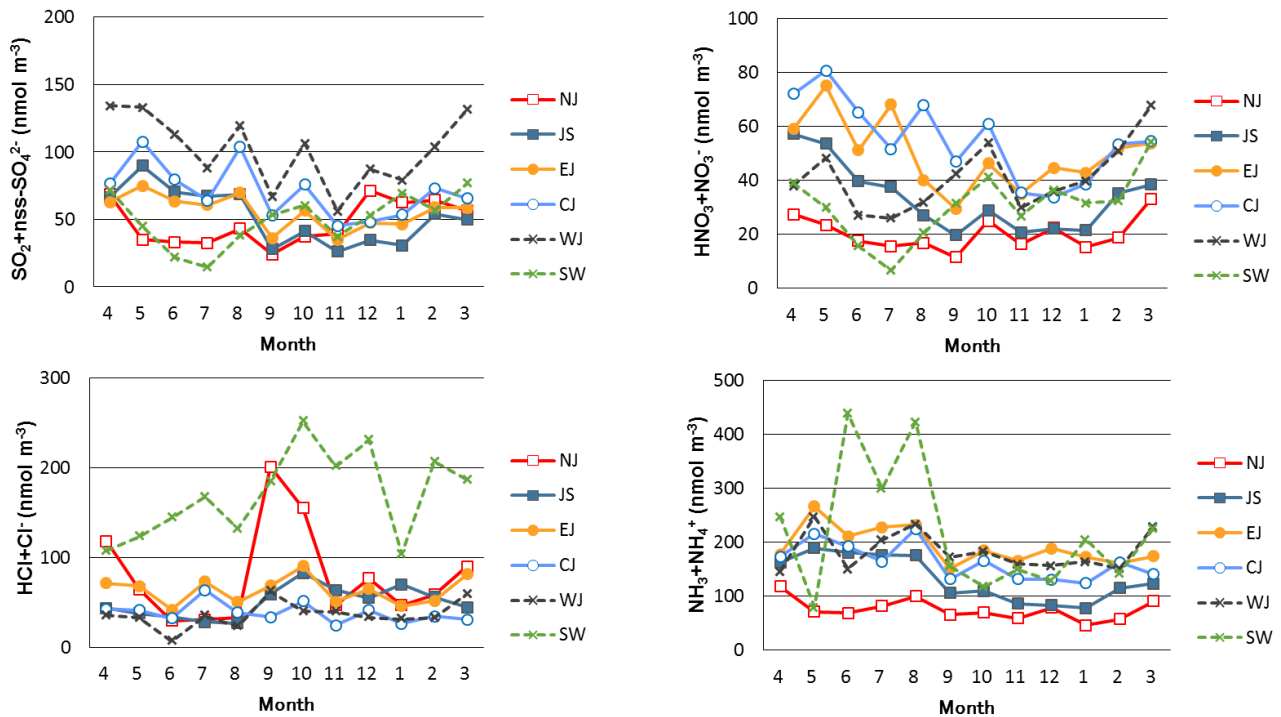 SO₂+nss-SO₄²⁻ (nmol m⁻³)
200
150
100
50
0
4 5 6 7 8 9 10 11 12 1 2 3
Month
NJ
JS
EJ
CJ
WJ
SW
HNO₃+NO₃⁻ (nmol m⁻³)
100
80
60
40
20
0
4 5 6 7 8 9 10 11 12 1 2 3
Month
NJ
JS
EJ
CJ
WJ
SW
HCl+Cl⁻ (nmol m⁻³)
300
200
100
0
4 5 6 7 8 9 10 11 12 1 2 3
Month
NJ
JS
EJ
CJ
WJ
SW
NH₃+NH₄⁺ (nmol m⁻³)
500
400
300
200
100
0
4 5 6 7 8 9 10 11 12 1 2 3
Month
NJ
JS
EJ
CJ
WJ
SW